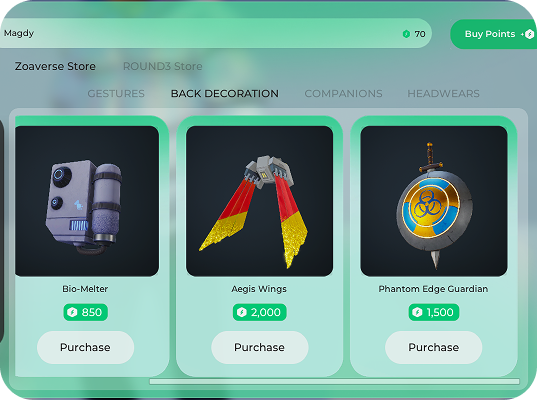 Magdy
70
Buy Points +
Zoaverse Store
ROUND3 Store
GESTURES
BACK DECORATION
COMPANIONS
HEADWEARS
Bio-Melter
Aegis Wings
Phantom Edge Guardian
850
2,000
1,500
Purchase
Purchase
Purchase